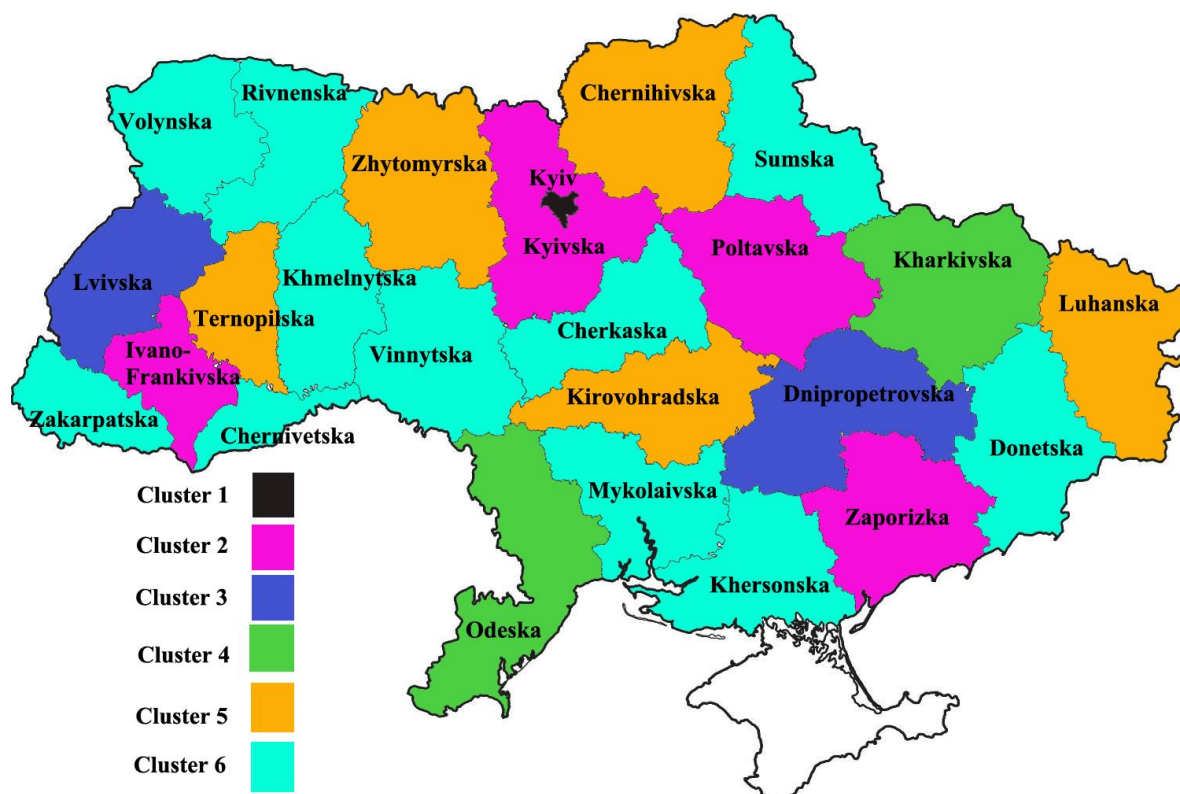 Chernihivska
Rivnenska
Volynska
Zhytomyrska
Sumska
Kyiv
Kyivska
Poltavska
Kharkivska
Lvivska
Khmelnytska
Luhanska
Ternopilska
Cherkaska
Ivano-
Frankivska
Vinnytska
Kirovohradska
Dnipropetrovska
Zakarpatska
Chernivetska
Donetska
Mykolaivska
Zaporizka
Khersonska
Odeska
Cluster 1
Cluster 2
Cluster 3
Cluster 4
Cluster 5
Cluster 6